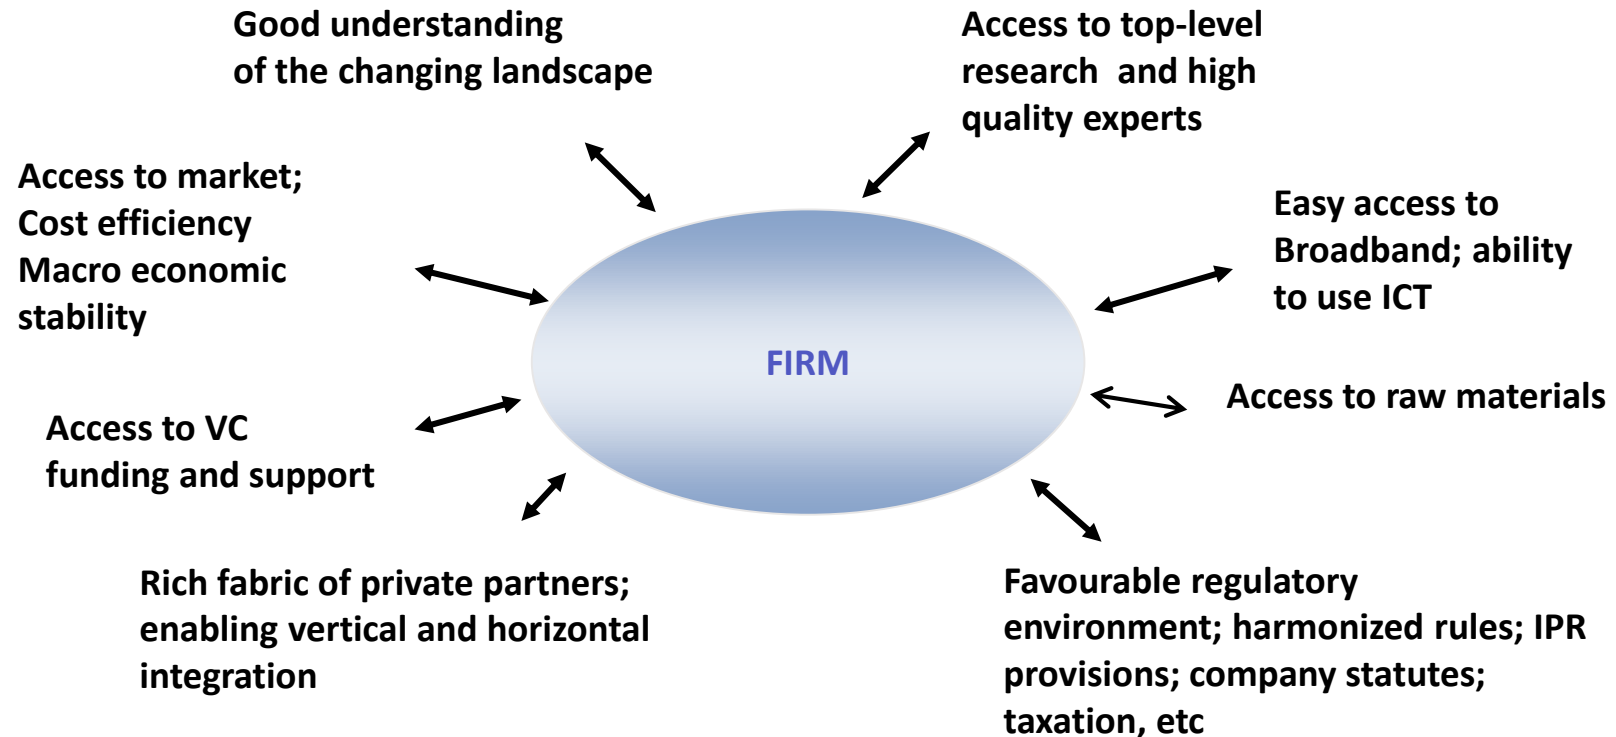 Good understanding
of the changing landscape
Access to top-level
research and high
quality experts
Access to market;
Cost efficiency
Macro economic
stability
Easy access to
Broadband; ability
to use ICT
FIRM
Access to raw materials
Access to VC
funding and support
Rich fabric of private partners;
enabling vertical and horizontal
integration
Favourable regulatory
environment; harmonized rules; IPR
provisions; company statutes;
taxation, etc